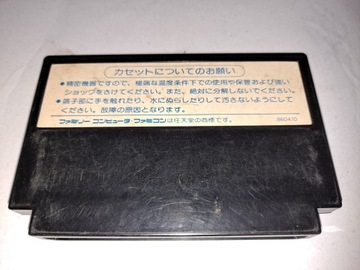 カセットについてのお願い
●精密機器ですので、極端な温度条件下での使用や保管および強い
ショックをさけてください。また、絶対に分解しないでください。
●端子部に手を触れたり、水にぬらしたりして汚さないようにして
ください。故障の原因となります。
ファミリーコンピュータ・ファミコンは任天堂の商標です。
860410